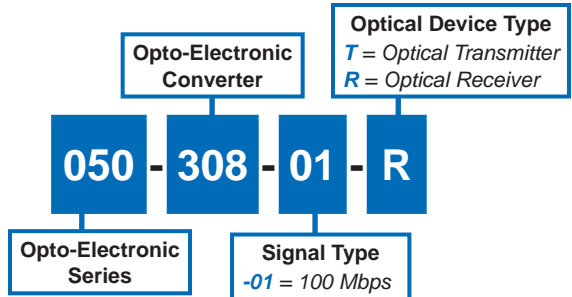 Optical Device Type
T = Optical Transmitter
R = Optical Receiver
Opto-Electronic
Converter
050 - 308 - 01 - R
Opto-Electronic
Series
Signal Type
-01 = 100 Mbps